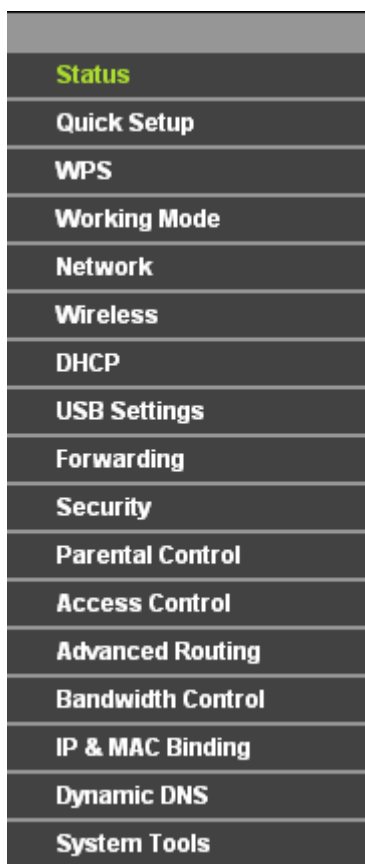 Status
Quick Setup
WPS
Working Mode
Network
Wireless
DHCP
USB Settings
Forwarding
Security
Parental Control
Access Control
Advanced Routing
Bandwidth Control
IP & MAC Binding
Dynamic DNS
System Tools